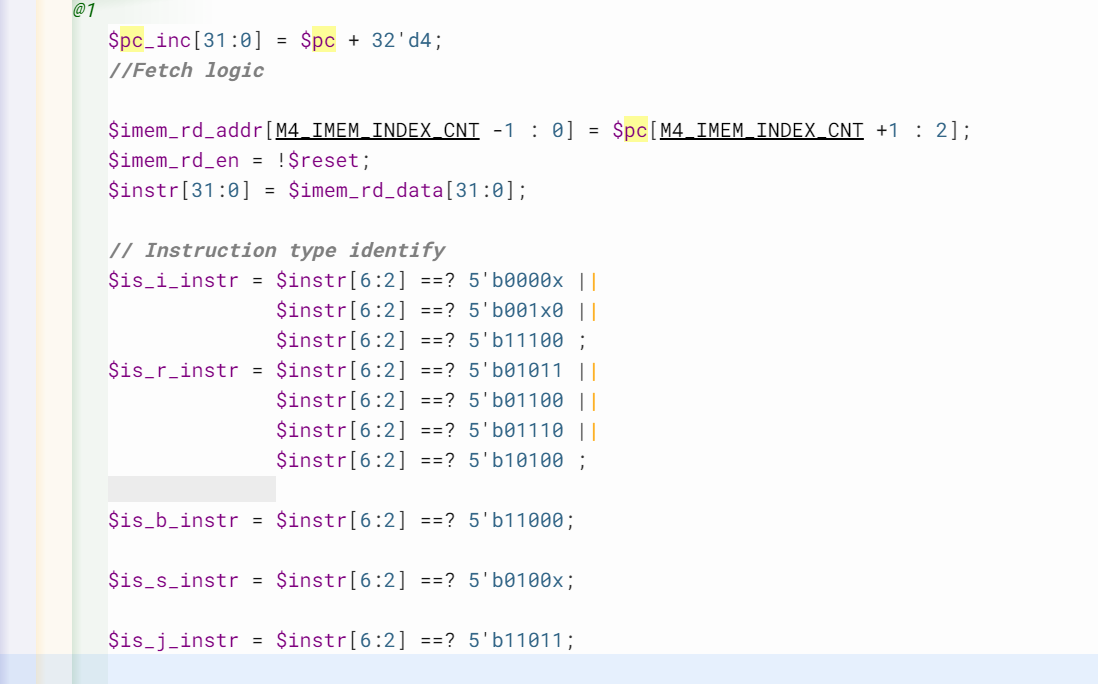 @1
$pc_inc[31:0] = $pc + 32'd4;
//Fetch logic
$imem_rd_addr[M4_IMEM_INDEX_CNT -1 : 0] = $pc[M4_IMEM_INDEX_CNT +1 : 2];
$imem_rd_en = !$reset;
$instr[31:0] = $imem_rd_data[31:0];
// Instruction type identify
$is_i_instr = $instr[6:2] ==? 5'b0000x ||
$instr[6:2] ==? 5'b001x0 ||
$instr[6:2] ==? 5'b11100 ;
$is_r_instr = $instr[6:2] ==? 5'b01011 ||
$instr[6:2] ==? 5'b01100 ||
$instr[6:2] ==? 5'b01110 ||
$instr[6:2] ==? 5'b10100 ;
$is_b_instr = $instr[6:2] ==? 5'b11000;
$is_s_instr = $instr[6:2] ==? 5'b0100x;
$is_j_instr = $instr[6:2] ==? 5'b11011;